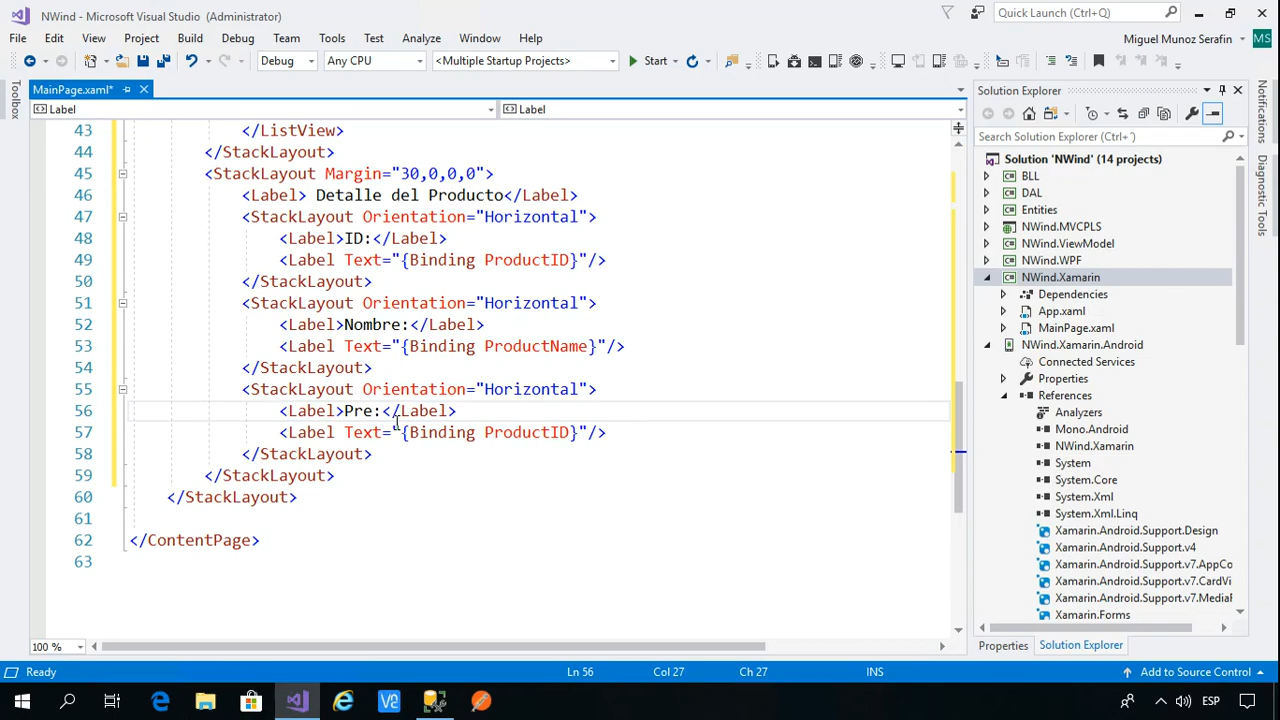 NWind - Microsoft Visual Studio (Administrator)
Quick Launch (Ctrl+Q)
File Edit View Project Build Debug Team Tools Test Analyze Window Help
Miguel Munoz Serafin MS
Debug Any CPU <Multiple Startup Projects> Start
Toolbox
MainPage.xaml*
Label Label
43 </ListView>
44 </StackLayout>
45 <StackLayout Margin="30,0,0,0">
46 <Label> Detalle del Producto</Label>
47 <StackLayout Orientation="Horizontal">
48 <Label>ID:</Label>
49 <Label Text="{Binding ProductID}"/>
50 </StackLayout>
51 <StackLayout Orientation="Horizontal">
52 <Label>Nombre:</Label>
53 <Label Text="{Binding ProductName}"/>
54 </StackLayout>
55 <StackLayout Orientation="Horizontal">
56 <Label>Pre:</Label>
57 <Label Text="{Binding ProductID}"/>
58 </StackLayout>
59 </StackLayout>
60 </StackLayout>
61
62 </ContentPage>
63
100 %
Solution Explorer
Search Solution Explorer (Ctrl+´)
Solution 'NWind' (14 projects)
BLL
DAL
Entities
NWind.MVCPLS
NWind.ViewModel
NWind.WPF
NWind.Xamarin
Dependencies
App.xaml
MainPage.xaml
NWind.Xamarin.Android
Connected Services
Properties
References
Analyzers
Mono.Android
NWind.Xamarin
System
System.Core
System.Xml
System.Xml.Linq
Xamarin.Android.Support.Design
Xamarin.Android.Support.v4
Xamarin.Android.Support.v7.AppCo
Xamarin.Android.Support.v7.CardVi
Xamarin.Android.Support.v7.MediaR
Xamarin.Forms
Properties Solution Explorer
Notifications
Diagnostic Tools
Ready Ln 56 Col 27 Ch 27 INS Add to Source Control
V2 ESP